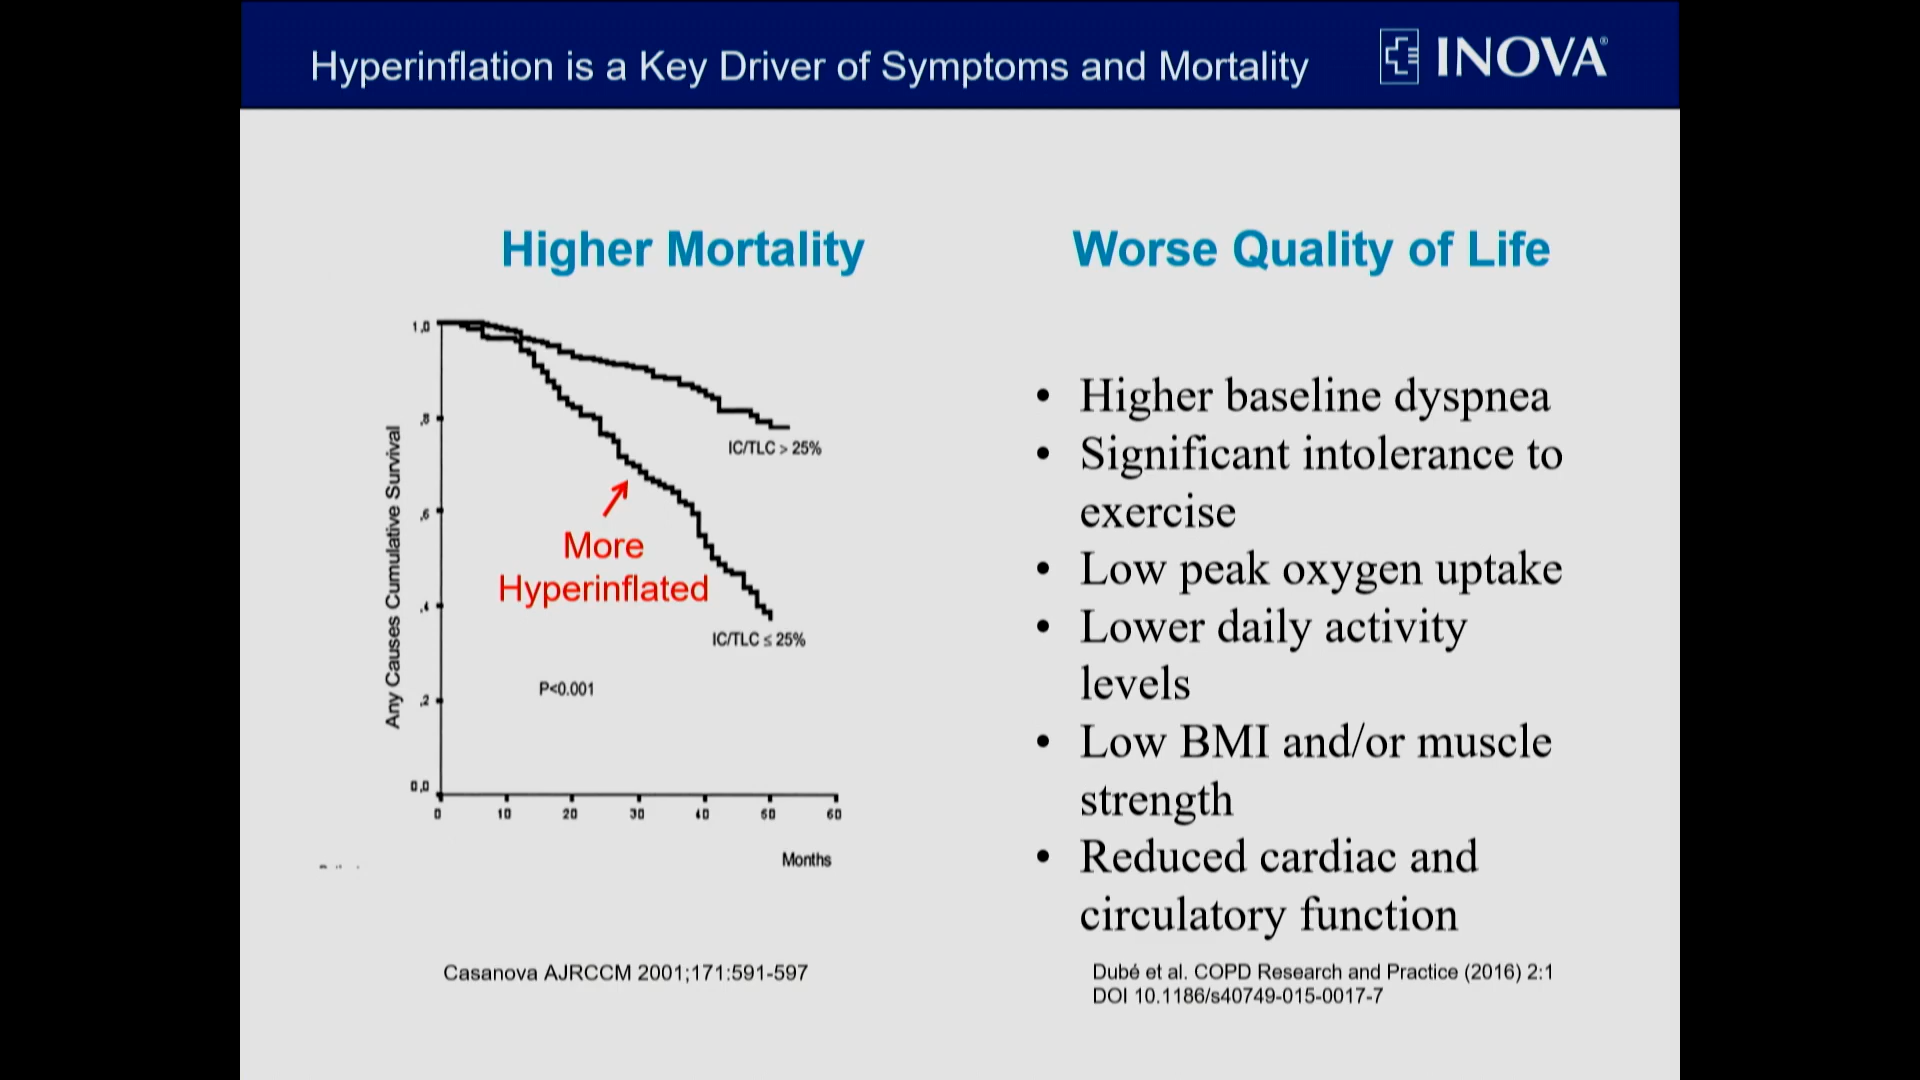 Hyperinflation is a Key Driver of Symptoms and Mortality
INOVA®
Higher Mortality
1,0
,8
,6
,4
,2
0,0
Any Causes Cumulative Survival
IC/TLC > 25%
More
Hyperinflated
IC/TLC ≤ 25%
P<0.001
0 10 20 30 40 50 60
Months
Casanova AJRCCM 2001;171:591-597
Worse Quality of Life
• Higher baseline dyspnea
• Significant intolerance to
exercise
• Low peak oxygen uptake
• Lower daily activity
levels
• Low BMI and/or muscle
strength
• Reduced cardiac and
circulatory function
Dubé et al. COPD Research and Practice (2016) 2:1
DOI 10.1186/s40749-015-0017-7